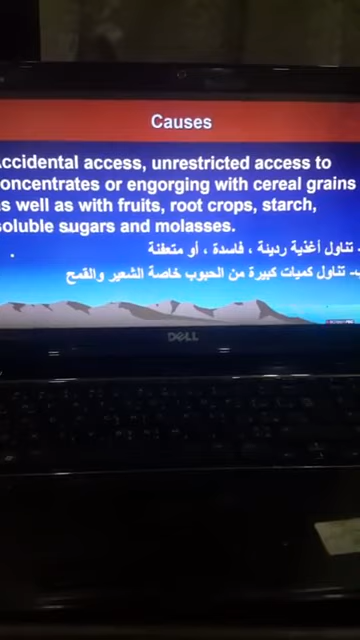 Causes
ccidental access, unrestricted access to
oncentrates or engorging with cereal grains
s well as with fruits, root crops, starch,
oluble sugars and molasses.
- تناول أغذية رديئة ، فاسدة ، أو متعفنة
ب- تناول كميات كبيرة من الحبوب خاصة الشعير والقمح
DELL